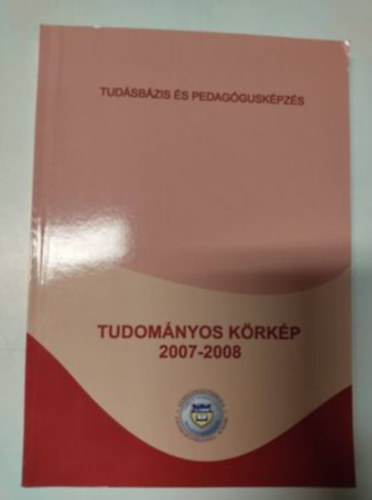 TUDÁSBÁZIS ÉS PEDAGÓGUSKÉPZÉS
TUDOMÁNYOS KÖRKÉP
2007-2008